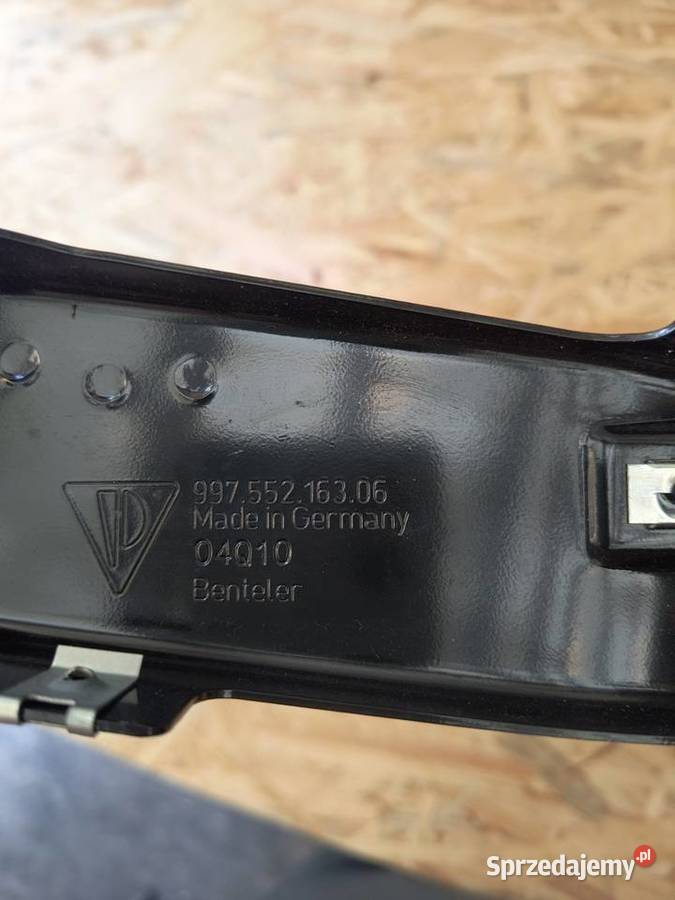 997.552.163.06
Made in Germany
04Q10
Benteler
Sprzedajemy.pl